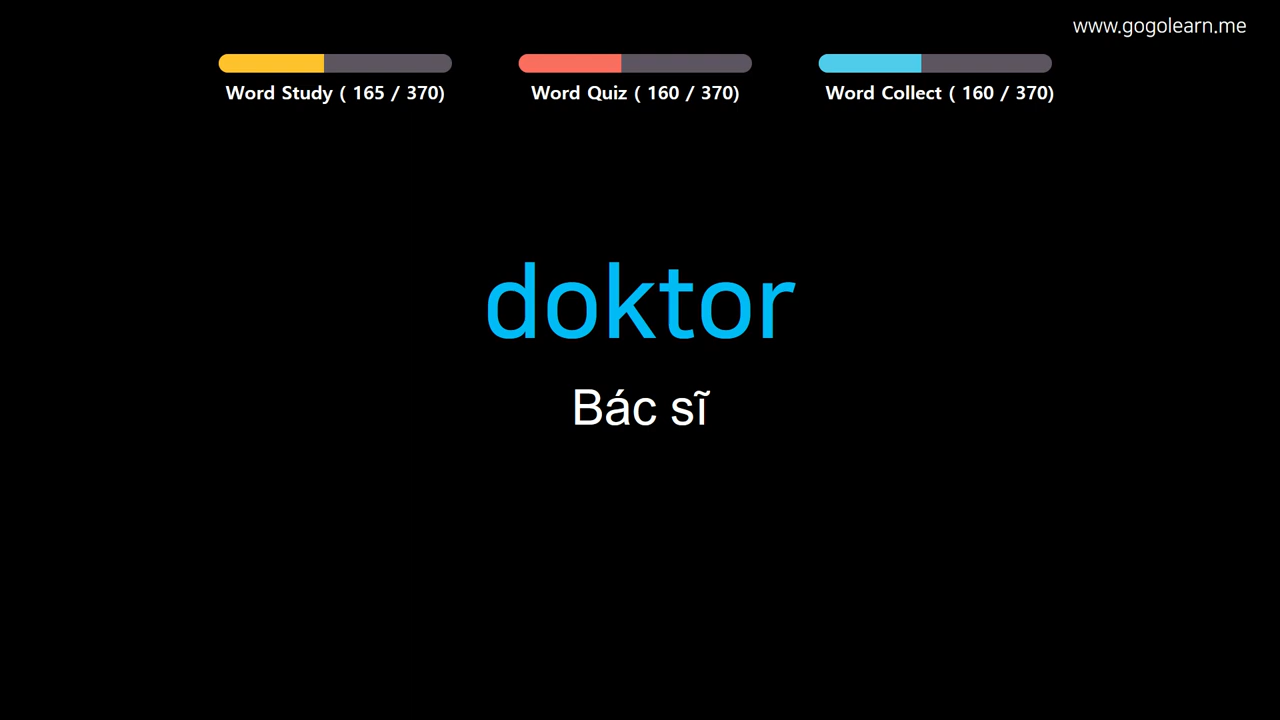 www.gogolearn.me
Word Study ( 165 / 370)
Word Quiz ( 160 / 370)
Word Collect ( 160 / 370)
doktor
Bác sĩ